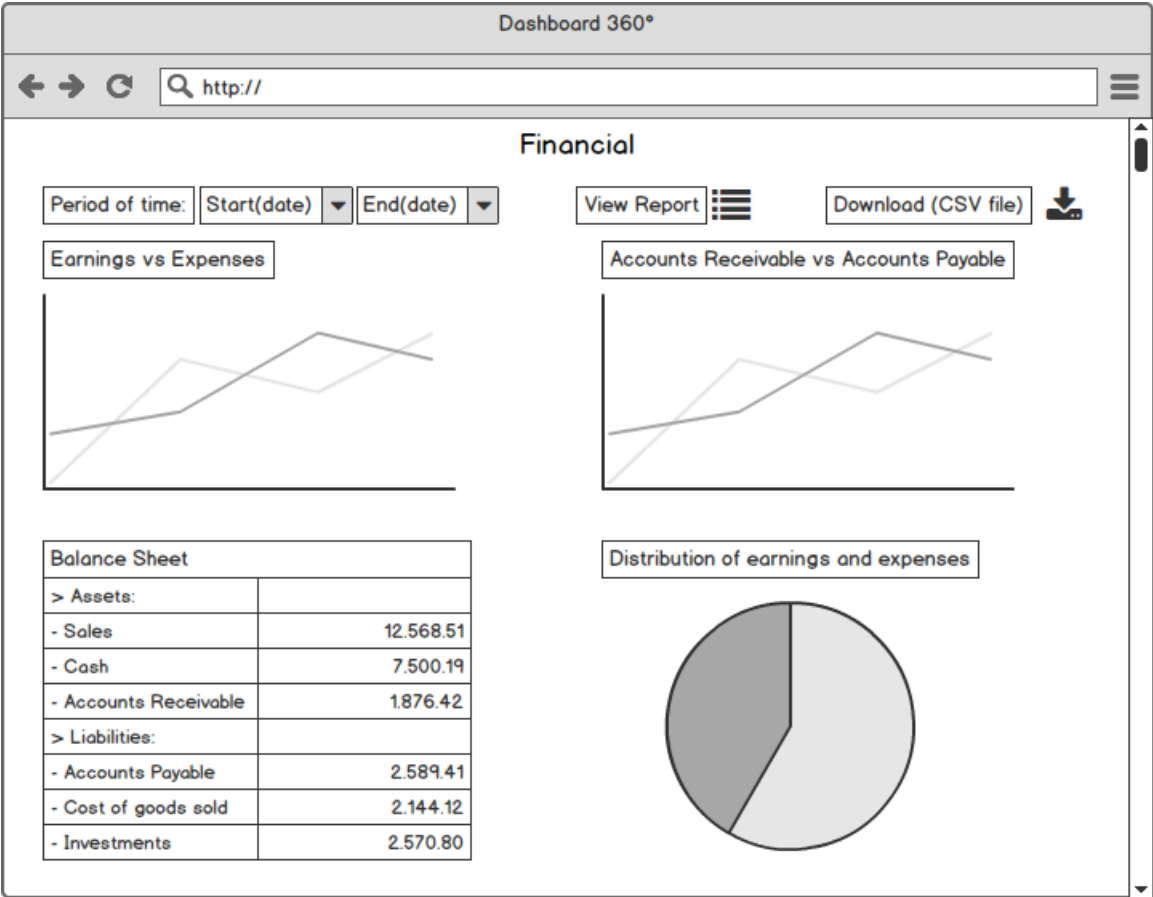 Dashboard 360°
http://
Financial
Period of time: Start(date) End(date) View Report Download (CSV file)
Earnings vs Expenses Accounts Receivable vs Accounts Payable
Balance Sheet
> Assets:
- Sales 12.568.51
- Cash 7.500.19
- Accounts Receivable 1.876.42
> Liabilities:
- Accounts Payable 2.589.41
- Cost of goods sold 2.144.12
- Investments 2.570.80
Distribution of earnings and expenses